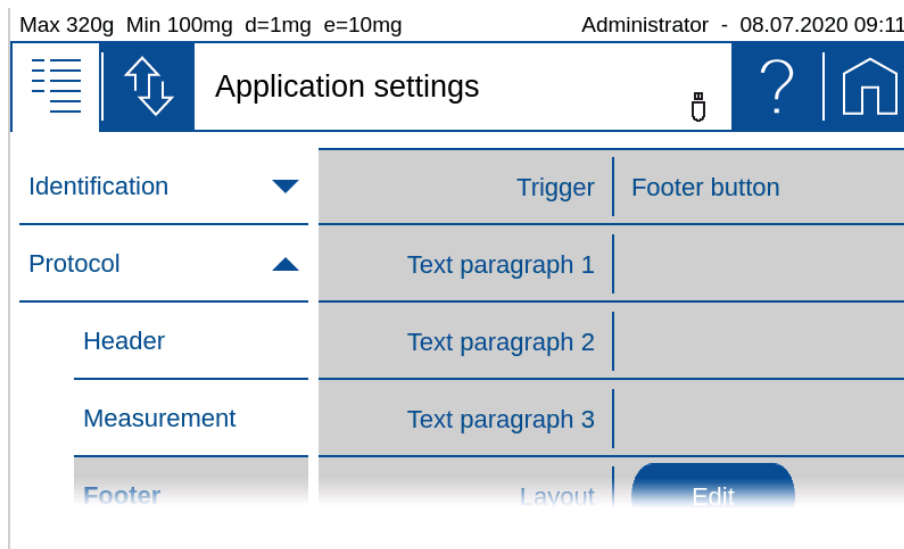 Max 320g Min 100mg d=1mg e=10mg Administrator - 08.07.2020 09:11
Application settings ?
Identification Trigger Footer button
Protocol Text paragraph 1
Header Text paragraph 2
Measurement Text paragraph 3
Footer Layout Edit